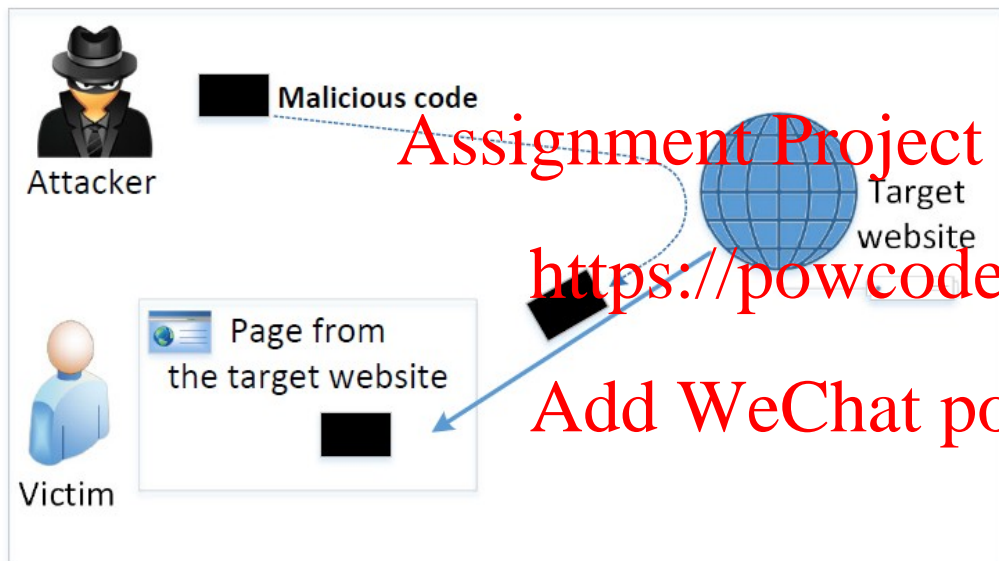 Malicious code
Assignment Project
Attacker
Target
website
https://powcode
Page from
the target website
Add WeChat po
Victim